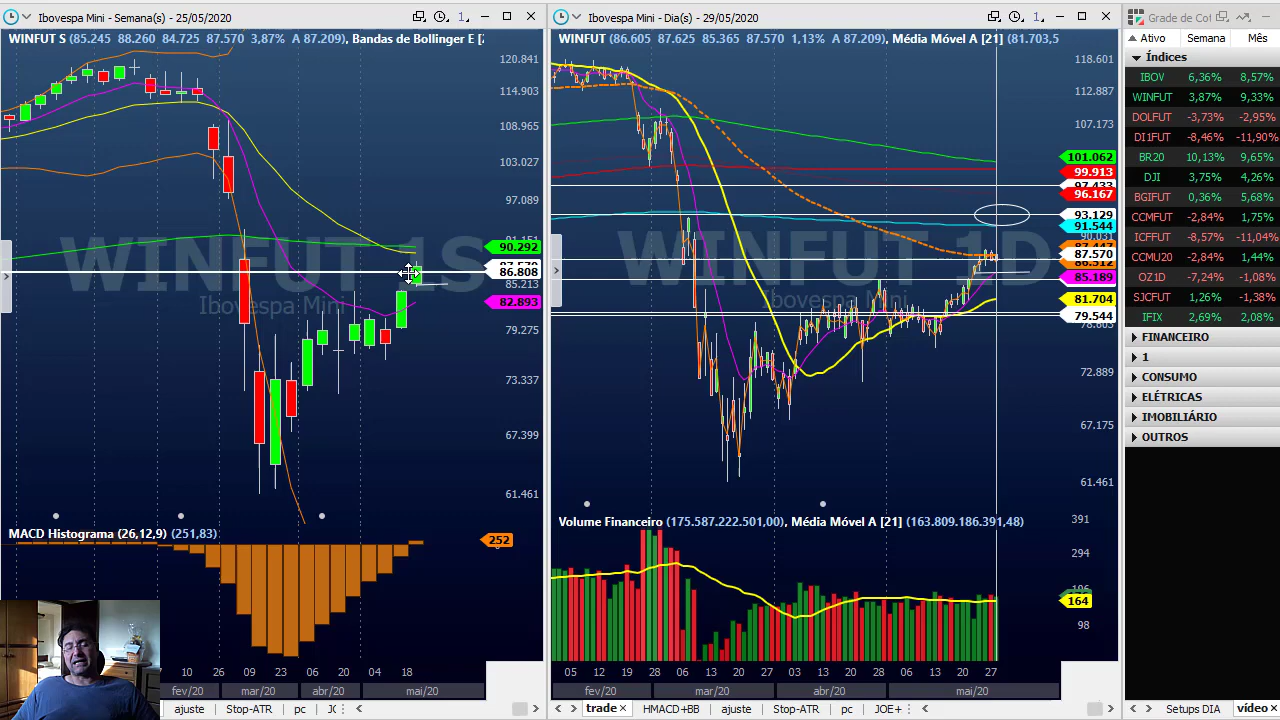 Ibovespa Mini - Semana(s) - 25/05/2020
WINFUT S (85.245 88.260 84.725 87.570 3,87% A 87.209), Bandas de Bollinger E [2
120.841
114.903
108.965
103.027
97.089
91.151
90.292
86.808
85.213
82.893
79.275
73.337
67.399
61.461
WINFUT 1S
Ibovespa Mini
MACD Histograma (26,12,9) (251,83)
252
10 26 09 23 06 20 04 18
fev/20 mar/20 abr/20 mai/20
ajuste Stop-ATR pc
Ibovespa Mini - Dia(s) - 29/05/2020
WINFUT (86.605 87.625 85.365 87.570 1,13% A 87.209), Média Móvel A [21] (81.703,5
118.601
112.887
107.173
101.062
99.913
97.433
96.167
93.129
91.544
90.031
87.570
85.189
81.704
79.544
78.603
72.889
67.175
61.461
WINFUT 1D
Ibovespa Mini
Volume Financeiro (175.587.222.501,00), Média Móvel A [21] (163.809.186.391,48)
391
294
164
98
05 12 19 28 06 13 20 27 03 13 20 28 06 13 20 27
fev/20 mar/20 abr/20 mai/20
trade HMACD+BB ajuste Stop-ATR pc JOE+
Grade de Cot
Ativo Semana Mês
Índices
IBOV 6,36% 8,57%
WINFUT 3,87% 9,33%
DOLFUT -3,73% -2,95%
DI1FUT -8,46% -11,90%
BR20 10,13% 9,65%
DJI 3,75% 4,26%
BGIFUT 0,36% 5,68%
CCMFUT -2,84% 1,75%
ICFFUT -8,57% -11,04%
CCMU20 -2,84% 1,44%
OZ1D -7,24% -1,08%
SJCFUT 1,26% -1,38%
IFIX 2,69% 2,08%
FINANCEIRO
1
CONSUMO
ELÉTRICAS
IMOBILIÁRIO
OUTROS
Setups DIA vídeo